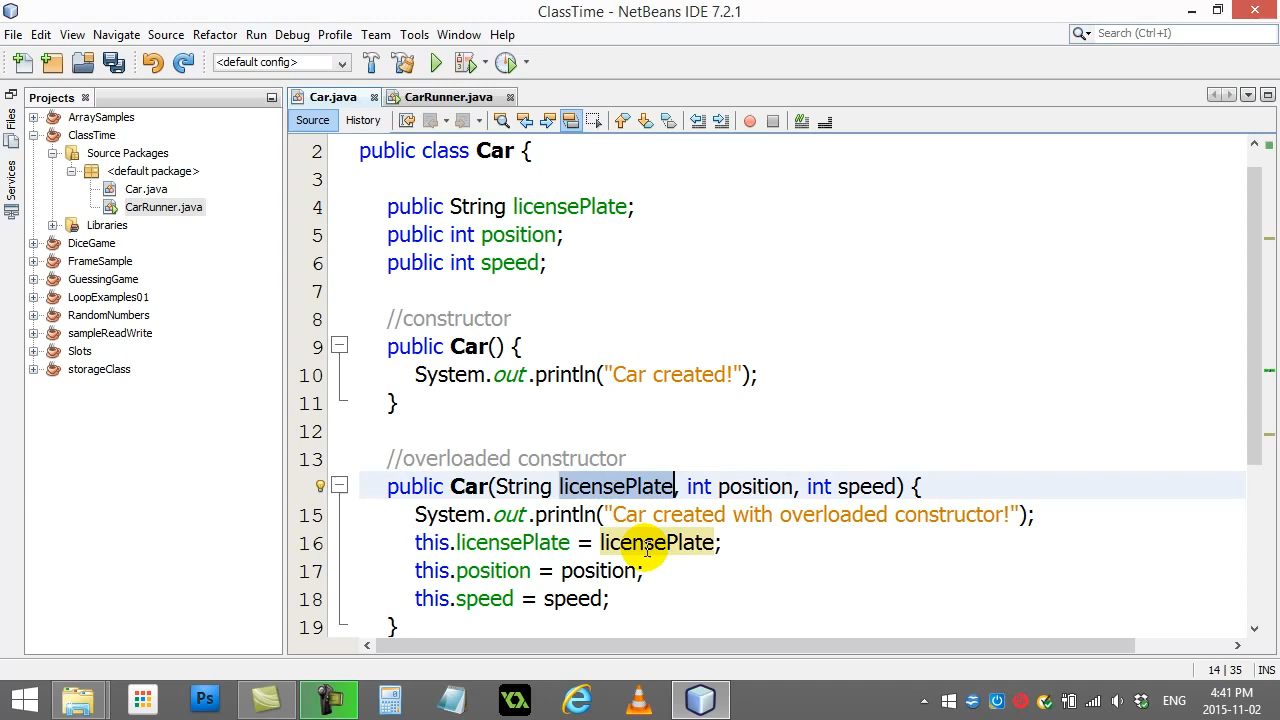 ClassTime - NetBeans IDE 7.2.1
File Edit View Navigate Source Refactor Run Debug Profile Team Tools Window Help
Search (Ctrl+I)
<default config>
Files
Services
Projects
ArraySamples
ClassTime
Source Packages
<default package>
Car.java
CarRunner.java
Libraries
DiceGame
FrameSample
GuessingGame
LoopExamples01
RandomNumbers
sampleReadWrite
Slots
storageClass
Car.java CarRunner.java
Source History
2 public class Car {
3
4 public String licensePlate;
5 public int position;
6 public int speed;
7
8 //constructor
9 public Car() {
10 System.out.println("Car created!");
11 }
12
13 //overloaded constructor
public Car(String licensePlate, int position, int speed) {
15 System.out.println("Car created with overloaded constructor!");
16 this.licensePlate = licensePlate;
17 this.position = position;
18 this.speed = speed;
19 }
14 | 35 INS
Ps
ENG
4:41 PM
2015-11-02